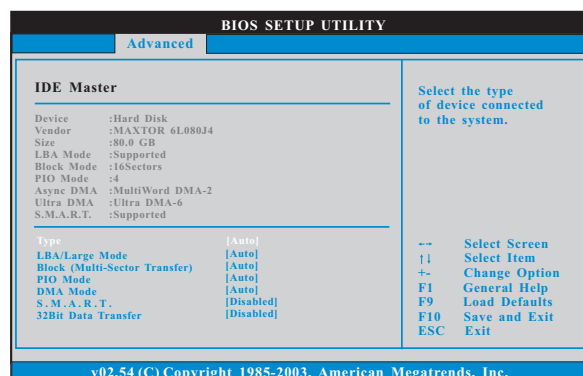 BIOS SETUP UTILITY
Advanced
IDE Master
Device :Hard Disk
Vendor :MAXTOR 6L080J4
Size :80.0 GB
LBA Mode :Supported
Block Mode :16Sectors
PIO Mode :4
Async DMA :MultiWord DMA-2
Ultra DMA :Ultra DMA-6
S.M.A.R.T. :Supported
Type [Auto]
LBA/Large Mode [Auto]
Block (Multi-Sector Transfer) [Auto]
PIO Mode [Auto]
DMA Mode [Auto]
S.M.A.R.T. [Disabled]
32Bit Data Transfer [Disabled]
Select the type
of device connected
to the system.
←→ Select Screen
↑↓ Select Item
+- Change Option
F1 General Help
F9 Load Defaults
F10 Save and Exit
ESC Exit
v02.54 (C) Copyright 1985-2003, American Megatrends, Inc.